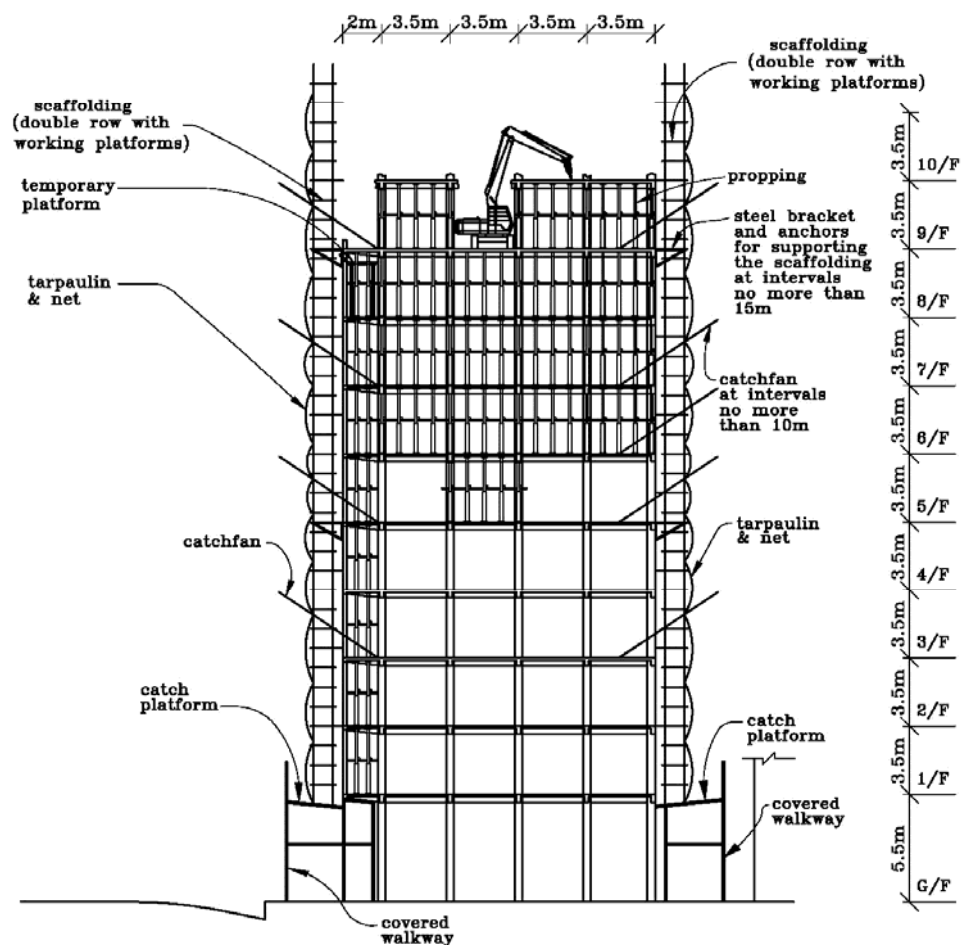 2m 3.5m 3.5m 3.5m 3.5m
scaffolding
(double row with
working platforms)
scaffolding
(double row with
working platforms)
temporary
platform
tarpaulin
& net
propping
steel bracket
and anchors
for supporting
the scaffolding
at intervals
no more than
15m
catchfan
at intervals
no more
than 10m
tarpaulin
& net
catchfan
catch
platform
catch
platform
covered
walkway
covered
walkway
3.5m 10/F
3.5m 9/F
3.5m 8/F
3.5m 7/F
3.5m 6/F
3.5m 5/F
3.5m 4/F
3.5m 3/F
3.5m 2/F
3.5m 1/F
5.5m G/F